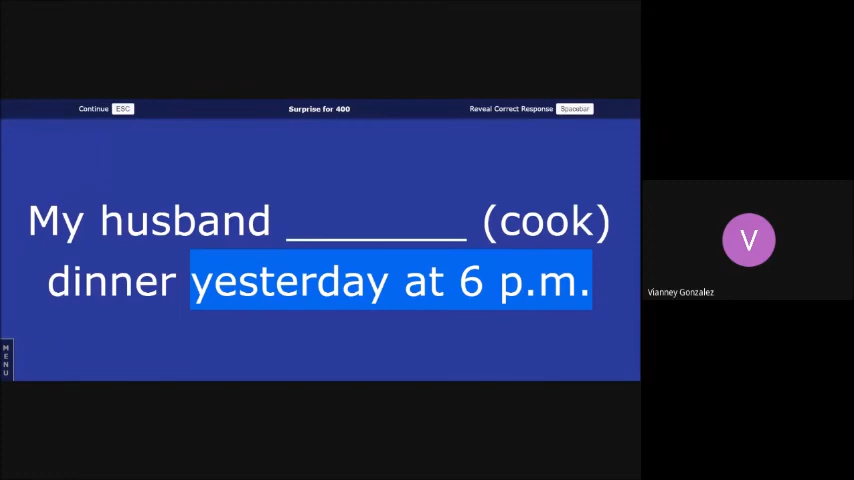 Continue ESC Surprise for 400 Reveal Correct Response Spacebar
My husband ________ (cook)
dinner yesterday at 6 p.m.
MENU
V
Vianney Gonzalez